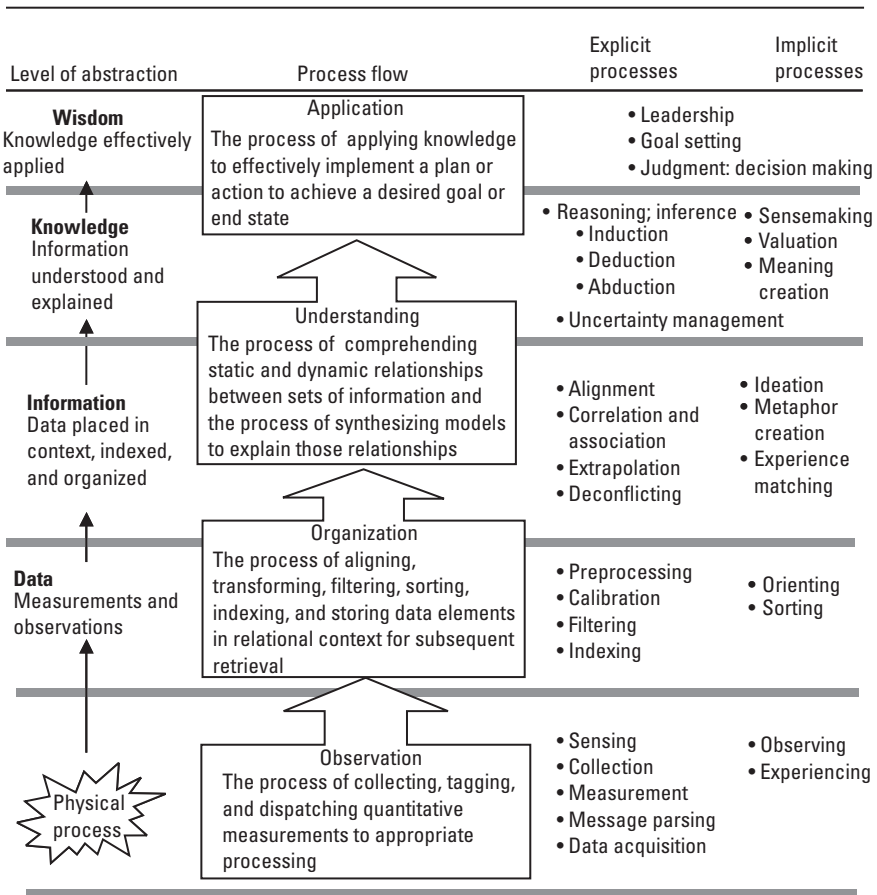 Level of abstraction
Process flow
Explicit
processes
Implicit
processes
Wisdom
Knowledge effectively
applied
Application
The process of applying knowledge
to effectively implement a plan or
action to achieve a desired goal or
end state
• Leadership
• Goal setting
• Judgment: decision making
Knowledge
Information
understood and
explained
• Reasoning; inference
• Induction
• Deduction
• Abduction
• Uncertainty management
• Sensemaking
• Valuation
• Meaning
creation
Understanding
The process of comprehending
static and dynamic relationships
between sets of information and
the process of synthesizing models
to explain those relationships
Information
Data placed in
context, indexed,
and organized
• Alignment
• Correlation and
association
• Extrapolation
• Deconflicting
• Ideation
• Metaphor
creation
• Experience
matching
Organization
The process of aligning,
transforming, filtering, sorting,
indexing, and storing data elements
in relational context for subsequent
retrieval
Data
Measurements and
observations
• Preprocessing
• Calibration
• Filtering
• Indexing
• Orienting
• Sorting
Physical
process
Observation
The process of collecting, tagging,
and dispatching quantitative
measurements to appropriate
processing
• Sensing
• Collection
• Measurement
• Message parsing
• Data acquisition
• Observing
• Experiencing